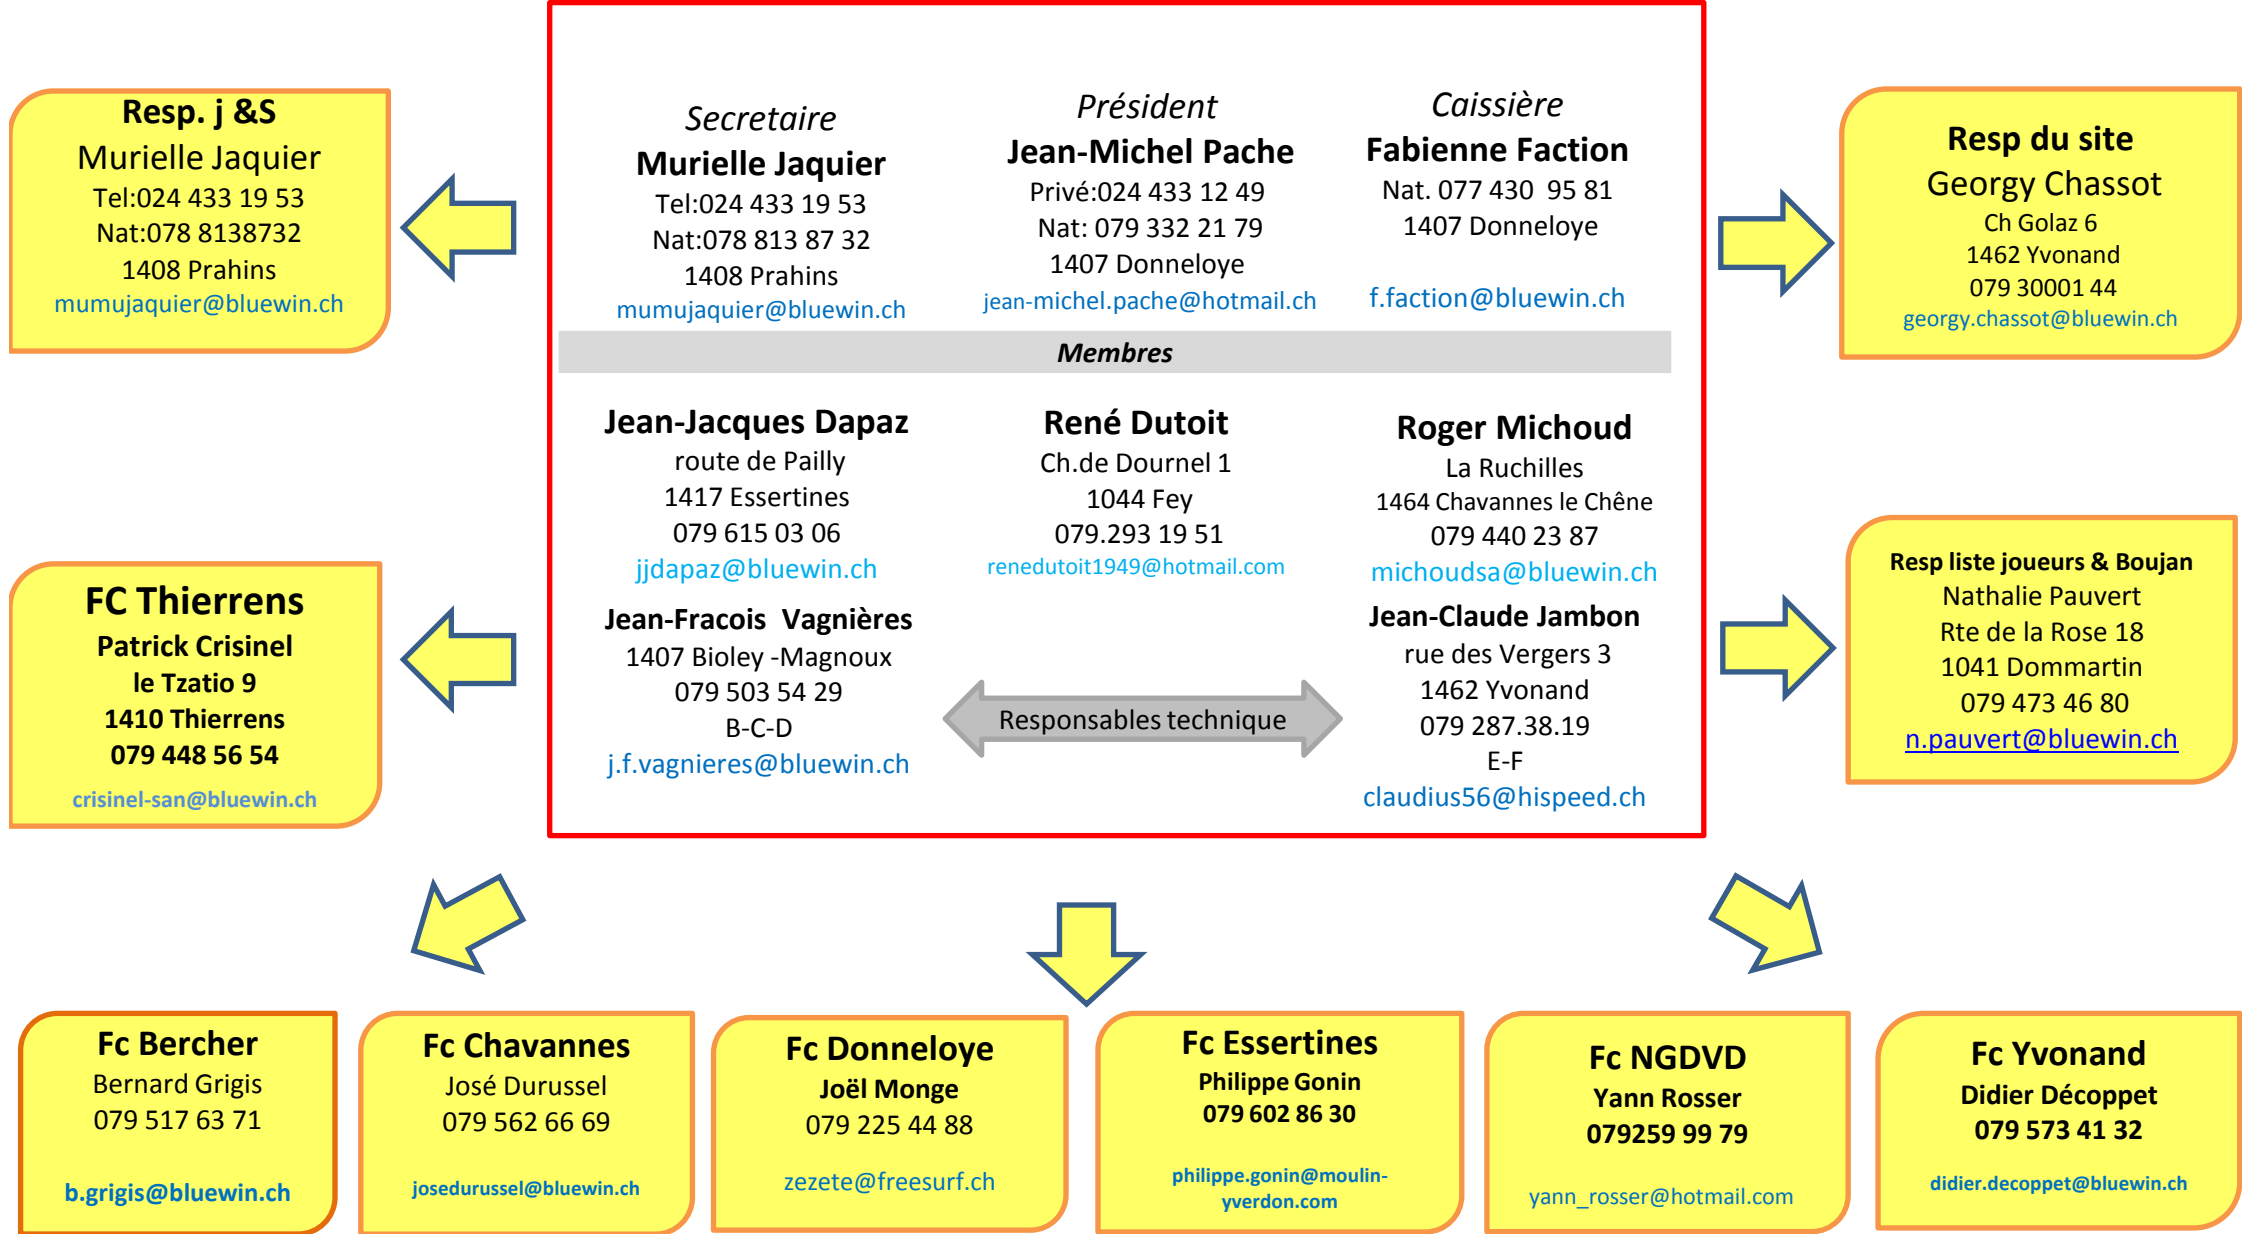 Resp. j &S
Murielle Jaquier
Tel:024 433 19 53
Nat:078 8138732
1408 Prahins
mumujaquier@bluewin.ch
Secretaire
Murielle Jaquier
Tel:024 433 19 53
Nat:078 813 87 32
1408 Prahins
mumujaquier@bluewin.ch
Président
Jean-Michel Pache
Privé:024 433 12 49
Nat: 079 332 21 79
1407 Donneloye
jean-michel.pache@hotmail.ch
Caissière
Fabienne Faction
Nat. 077 430  95 81
1407 Donneloye
f.faction@bluewin.ch
Resp du site
Georgy Chassot
Ch Golaz 6
1462 Yvonand
079 30001 44
georgy.chassot@bluewin.ch
Membres
Jean-Jacques Dapaz
route de Pailly
1417 Essertines
079 615 03 06
jjdapaz@bluewin.ch
René Dutoit
Ch.de Dournel 1
1044 Fey
079.293 19 51
renedutoit1949@hotmail.com
Roger Michoud
La Ruchilles
1464 Chavannes le Chêne
079 440 23 87
michoudsa@bluewin.ch
FC Thierrens
Patrick Crisinel
le Tzatio 9
1410 Thierrens
079 448 56 54
crisinel-san@bluewin.ch
Jean-Fracois  Vagnières
1407 Bioley -Magnoux
079 503 54 29
B-C-D
j.f.vagnieres@bluewin.ch
Responsables technique
Jean-Claude Jambon
rue des Vergers 3
1462 Yvonand
079 287.38.19
E-F
claudius56@hispeed.ch
Resp liste joueurs & Boujan
Nathalie Pauvert
Rte de la Rose 18
1041 Dommartin
079 473 46 80
n.pauvert@bluewin.ch
Fc Bercher
Bernard Grigis
079 517 63 71
b.grigis@bluewin.ch
Fc Chavannes
José Durussel
079 562 66 69
josedurussel@bluewin.ch
Fc Donneloye
Joël Monge
079 225 44 88
zezete@freesurf.ch
Fc Essertines
Philippe Gonin
079 602 86 30
philippe.gonin@moulin-
yverdon.com
Fc NGDVD
Yann Rosser
079259 99 79
yann_rosser@hotmail.com
Fc Yvonand
Didier Décoppet
079 573 41 32
didier.decoppet@bluewin.ch